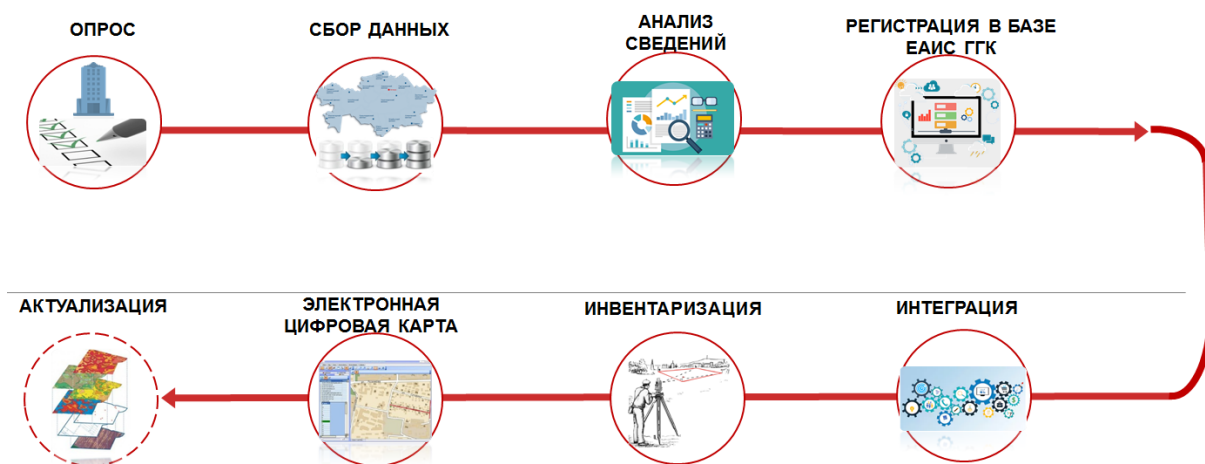 ОПРОС
СБОР ДАННЫХ
АНАЛИЗ
СВЕДЕНИЙ
РЕГИСТРАЦИЯ В БАЗЕ
ЕАИС ГГК
АКТУАЛИЗАЦИЯ
ЭЛЕКТРОННАЯ
ЦИФРОВАЯ КАРТА
ИНВЕНТАРИЗАЦИЯ
ИНТЕГРАЦИЯ